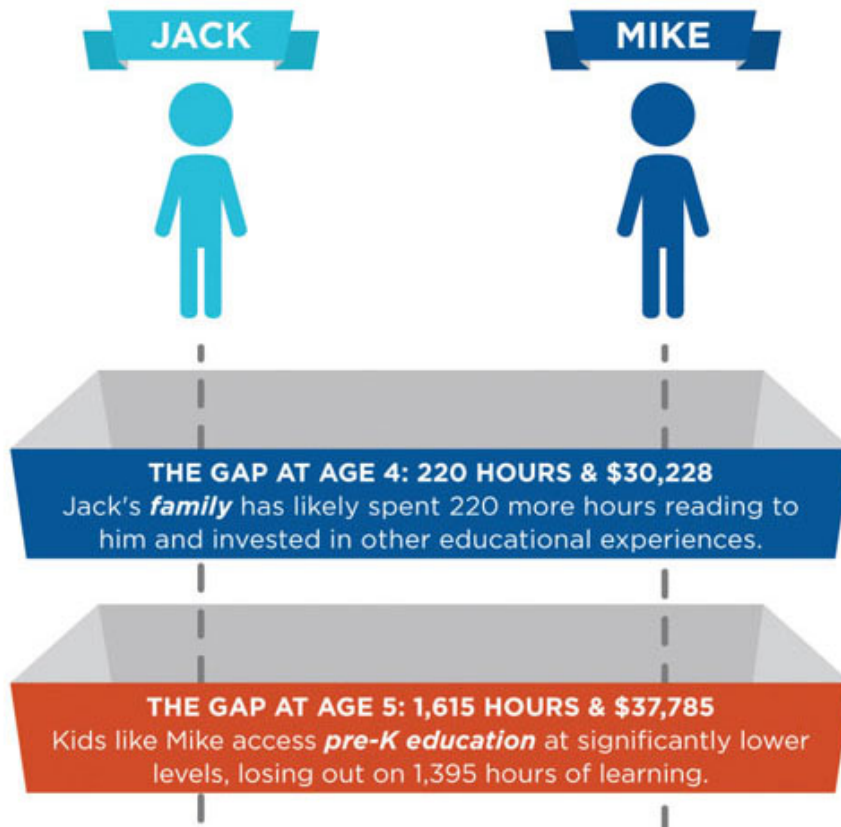 JACK
MIKE
THE GAP AT AGE 4: 220 HOURS & $30,228
Jack's family has likely spent 220 more hours reading to
him and invested in other educational experiences.
THE GAP AT AGE 5: 1,615 HOURS & $37,785
Kids like Mike access pre-K education at significantly lower
levels, losing out on 1,395 hours of learning.